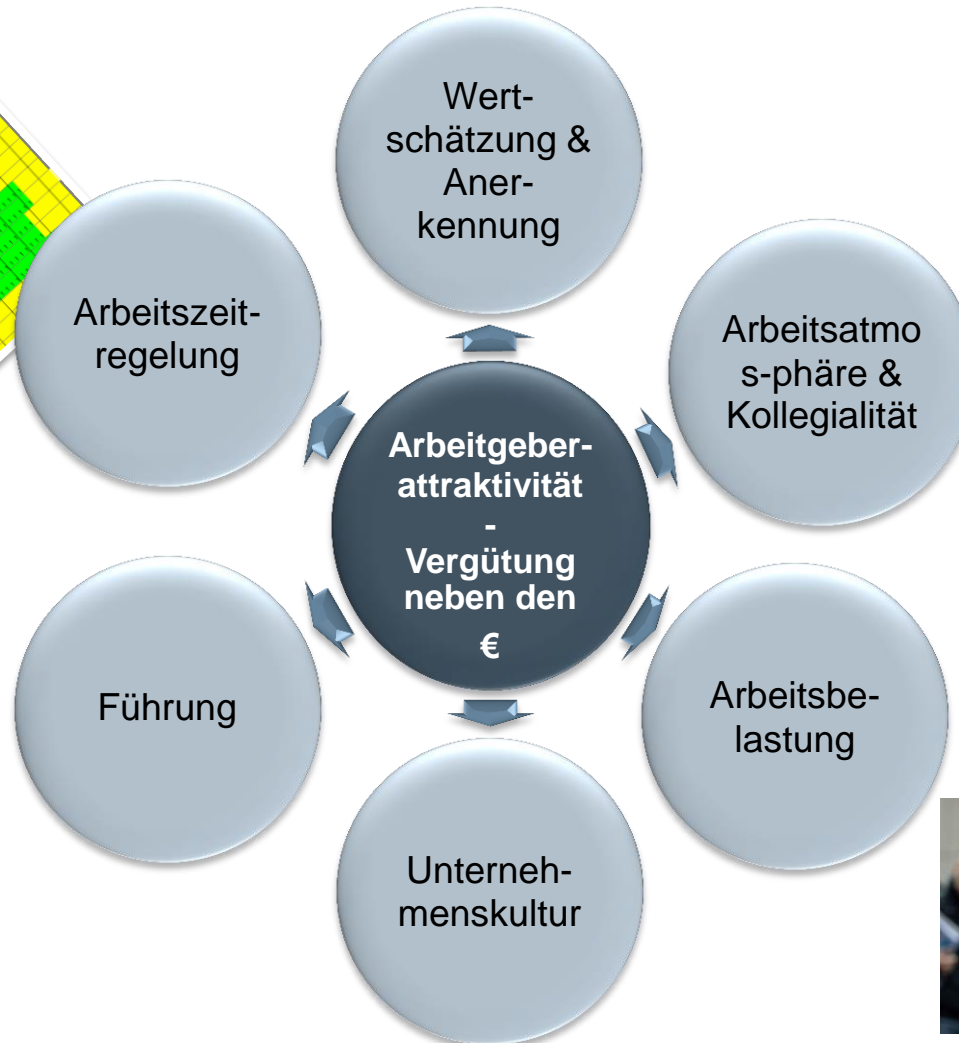 Wert-
schätzung &
Aner-
kennung
Arbeitszeit-
regelung
Arbeitsatmo
s-phäre &
Kollegialität
Arbeitgeber-
attraktivität
-
Vergütung
neben den
€
Führung
Arbeitsbe-
lastung
Unterneh-
menskultur